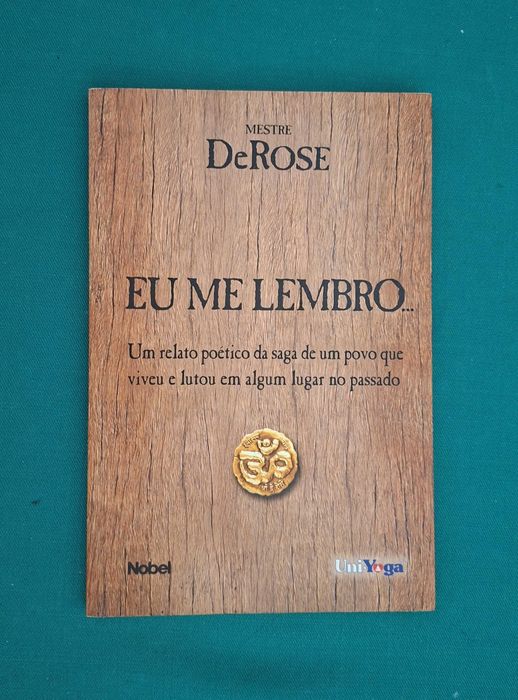 MESTRE
DeROSE
EU ME LEMBRO...
Um relato poético da saga de um povo que
viveu e lutou em algum lugar no passado
Nobel
UniYoga